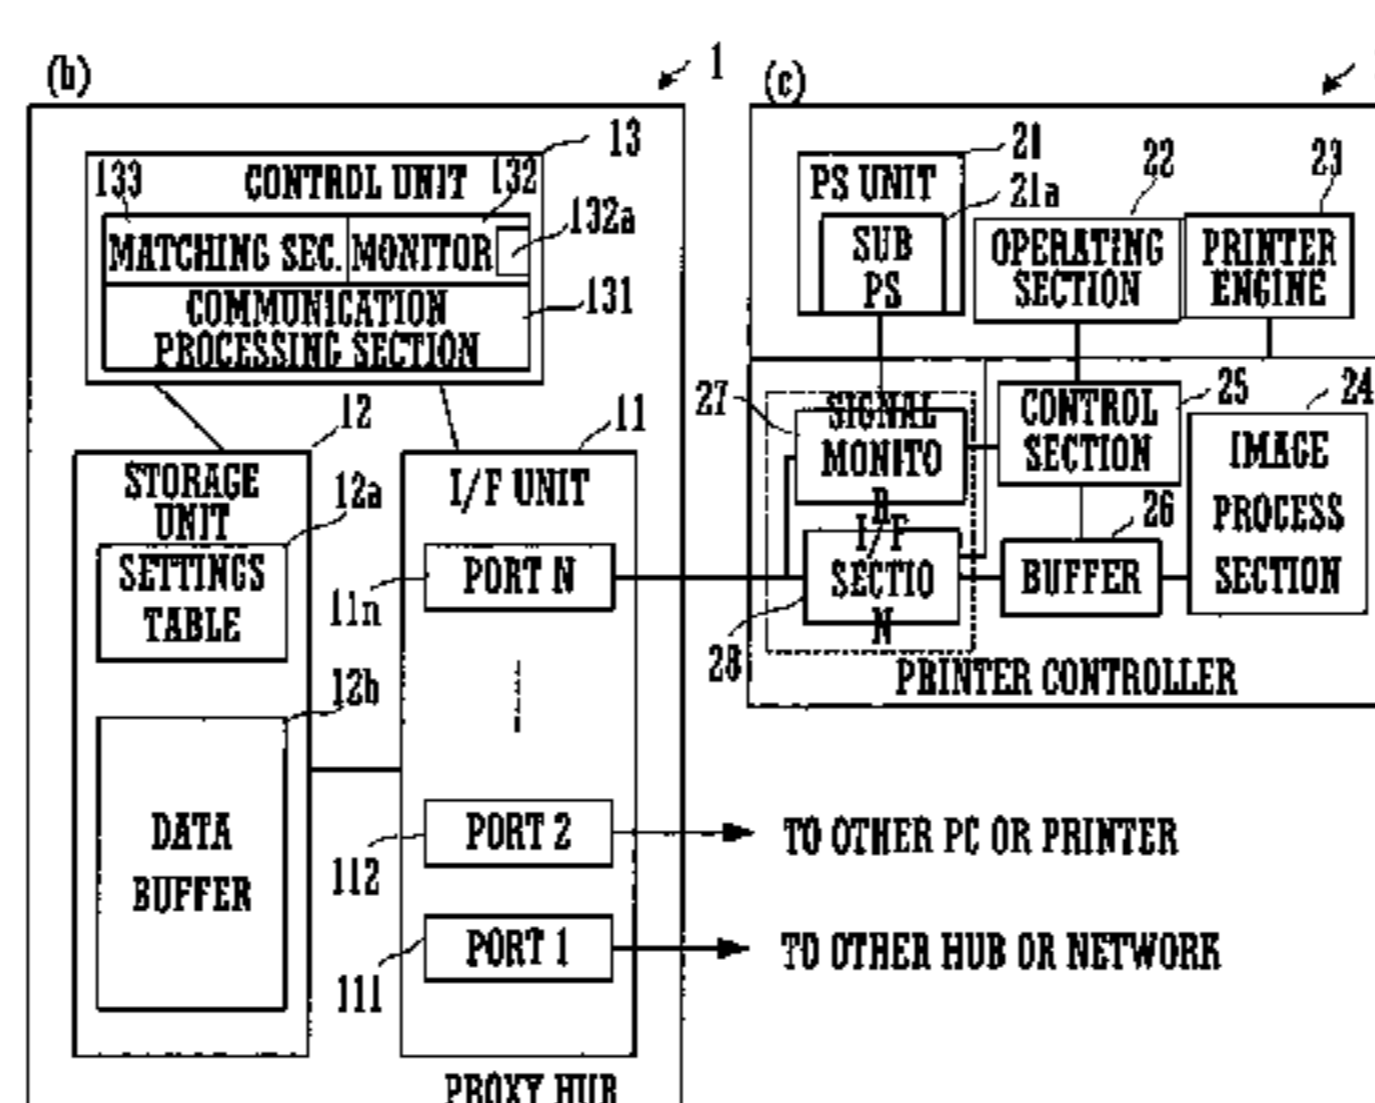 (b)
1
13
133
CONTROL UNIT
132
132a
MATCHING SEC.
MONITOR
COMMUNICATION
PROCESSING SECTION
131
12
STORAGE
UNIT
12a
SETTINGS
TABLE
12b
DATA
BUFFER
11
I/F UNIT
PORT N
11n
PORT 2
112
PORT 1
111
PROXY HUB
TO OTHER PC OR PRINTER
TO OTHER HUB OR NETWORK
(c)
21
PS UNIT
21a
SUB
PS
22
OPERATING
SECTION
23
PRINTER
ENGINE
27
SIGNAL
MONITO
R
I/F
SECTIO
N
28
25
CONTROL
SECTION
26
BUFFER
24
IMAGE
PROCESS
SECTION
PRINTER CONTROLLER